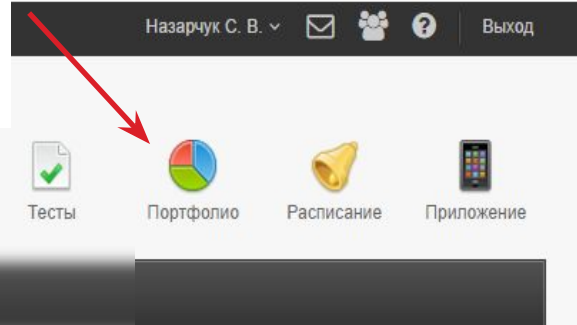 Назарчук С. В. Выход
Тесты Портфолио Расписание Приложение